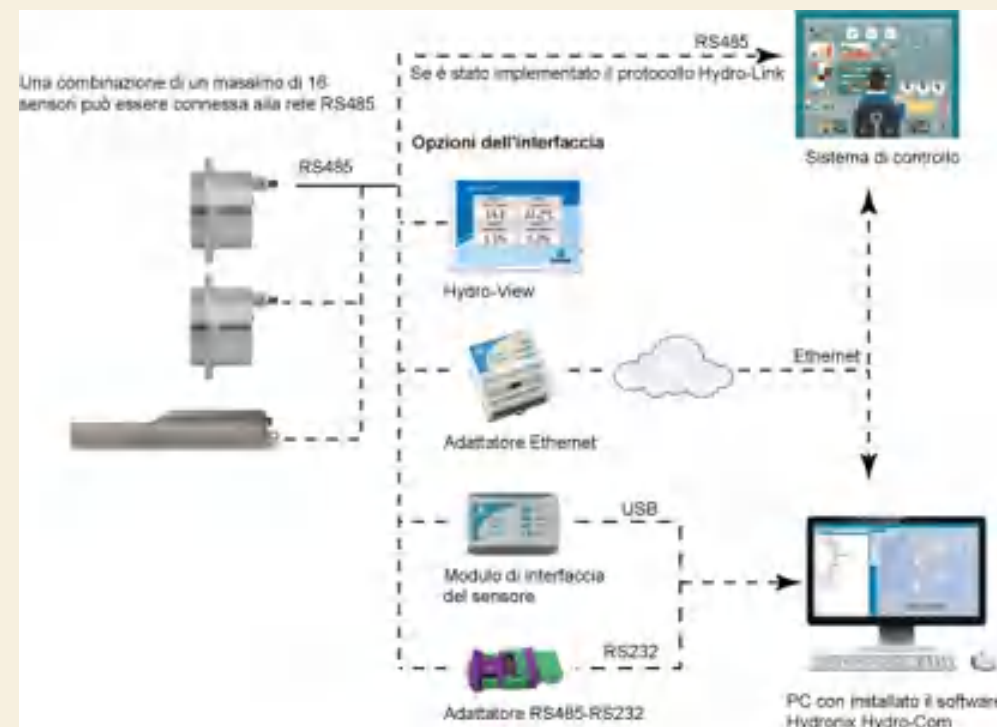 RS485
Una combinazione di un massimo di 16
sensori può essere connessa alla rete RS485
Se é stato implementato il protocollo Hydro-Link
Sistema di controllo
Opzioni dell'interfaccia
RS485
Hydro-View
Ethernet
Adattatore Ethernet
USB
Modulo di interfaccia
del sensore
RS232
Adattatore RS485-RS232
PC con installato il software
Hydronix Hydro-Com